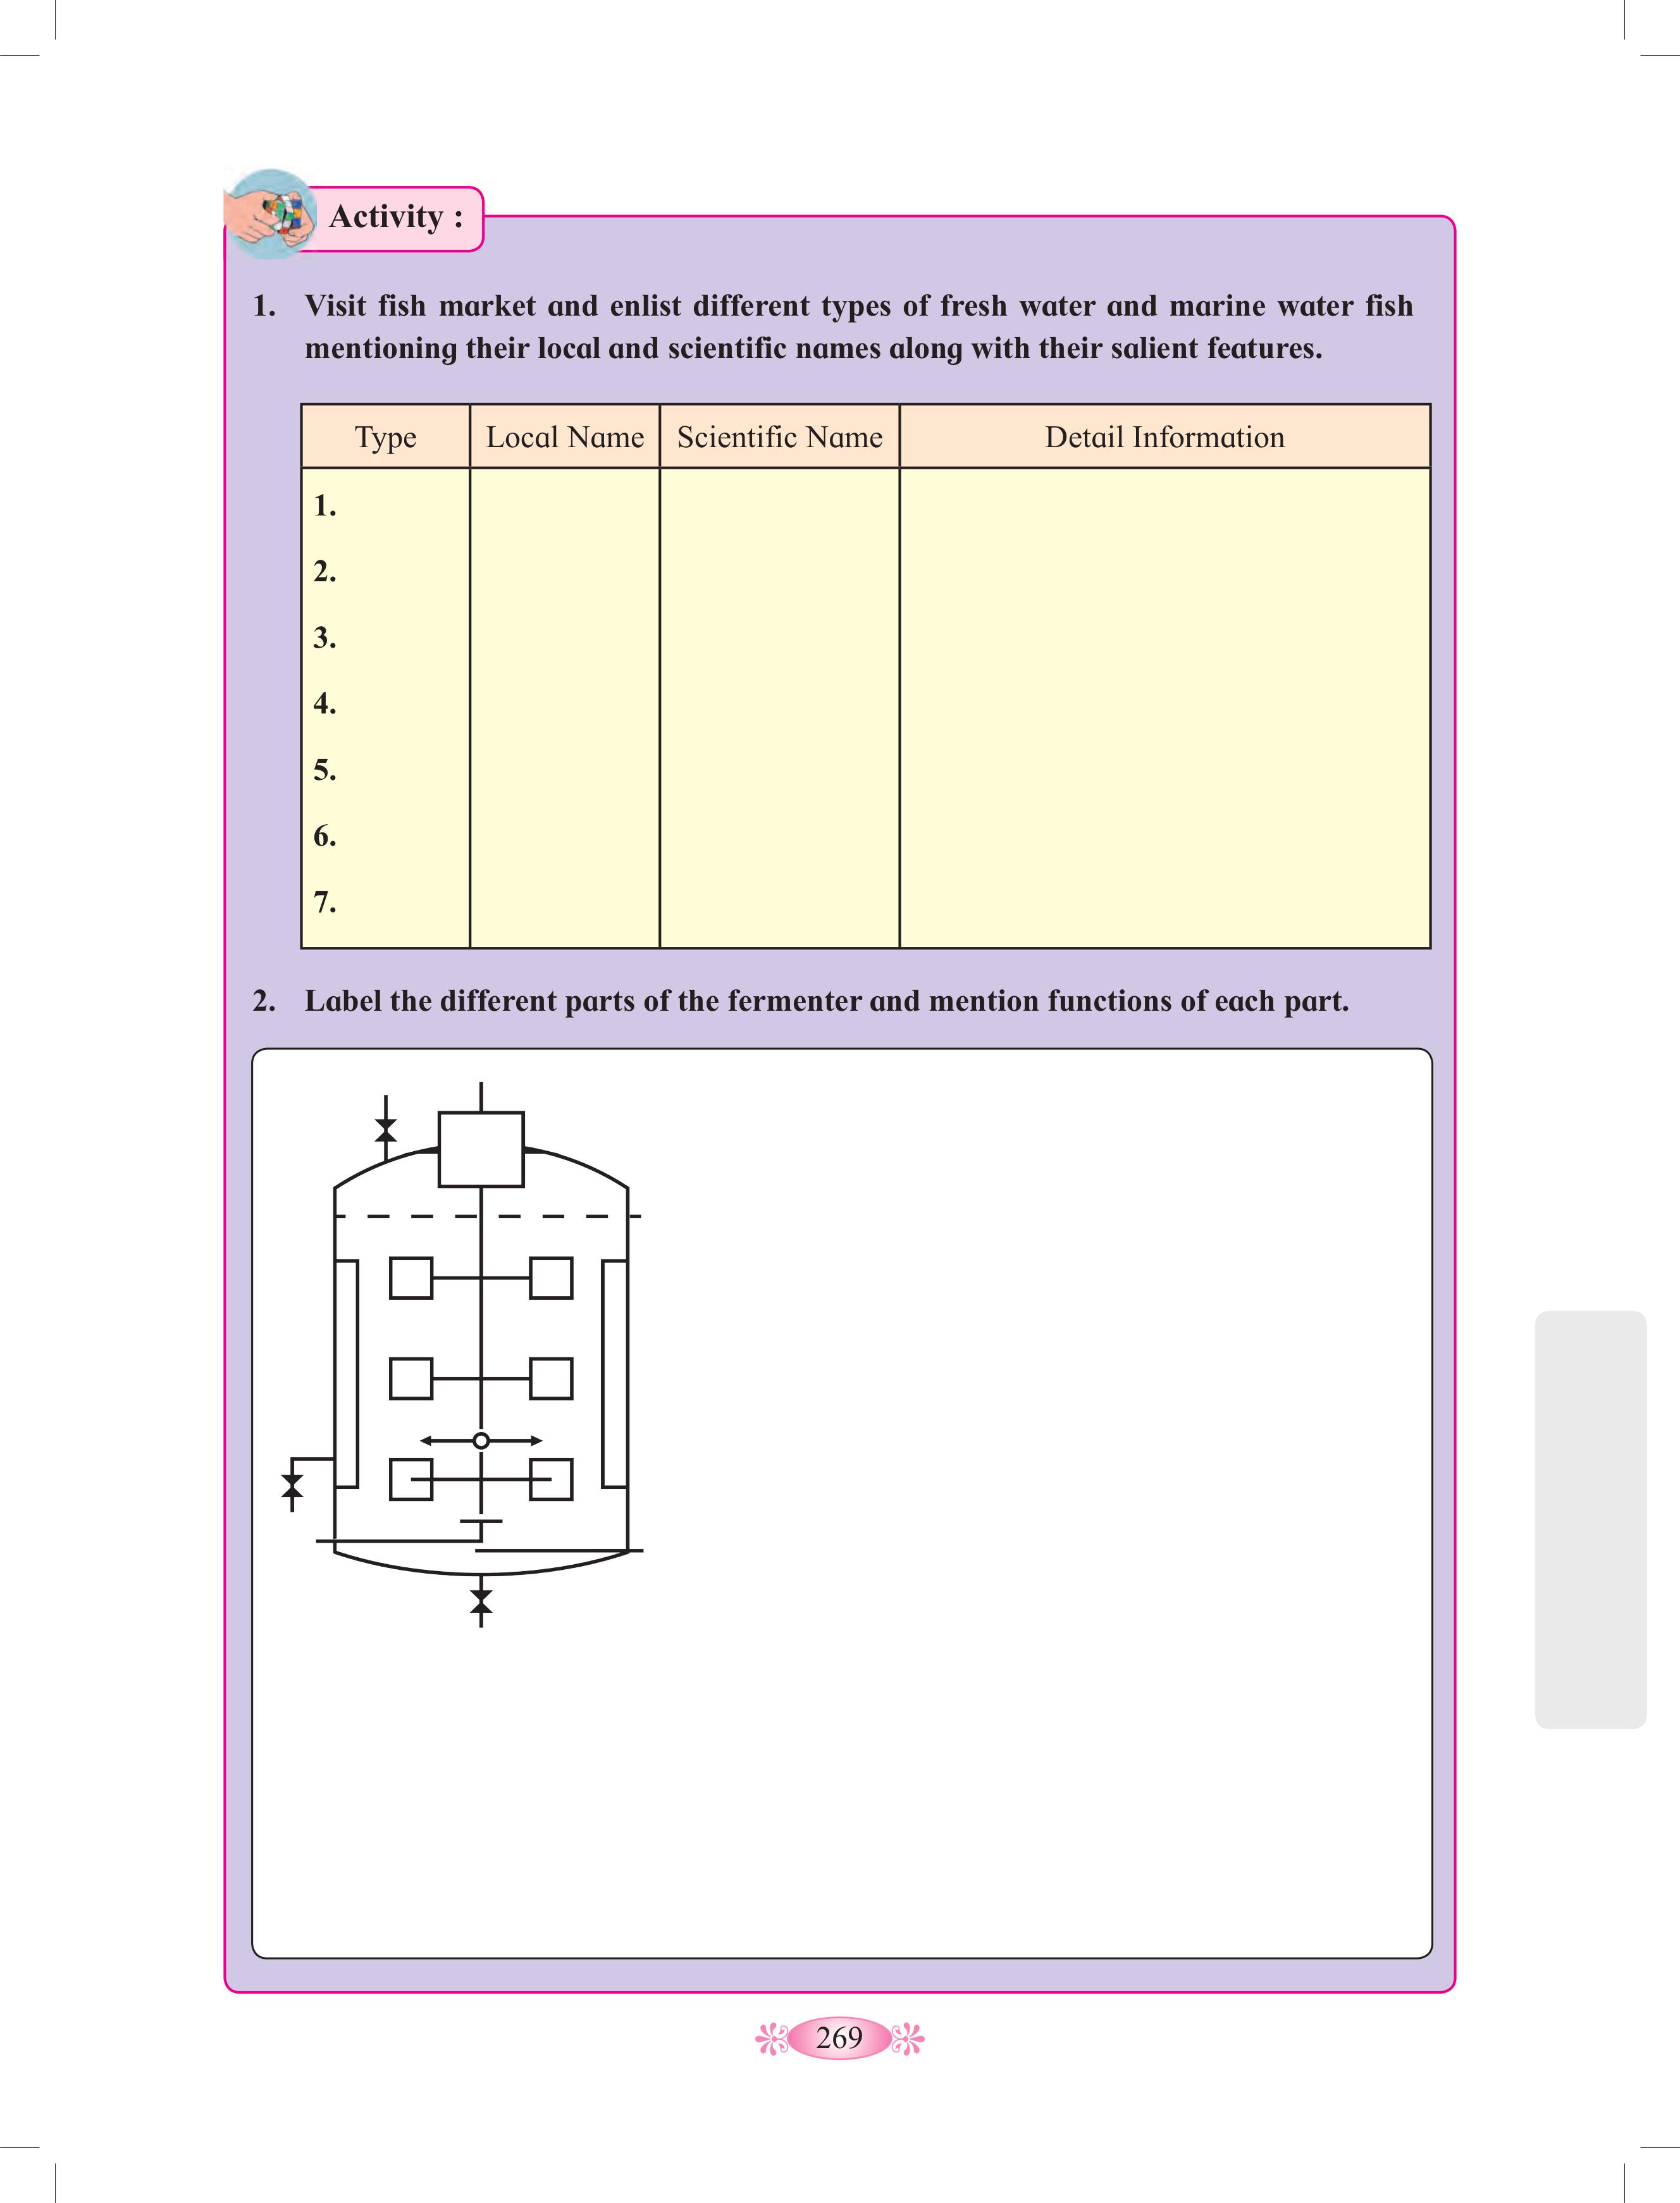 Activity :
1. Visit fish market and enlist different types of fresh water and marine water fish
mentioning their local and scientific names along with their salient features.
Type Local Name Scientific Name Detail Information
1.
2.
3.
4.
5.
6.
7.
2. Label the different parts of the fermenter and mention functions of each part.
269